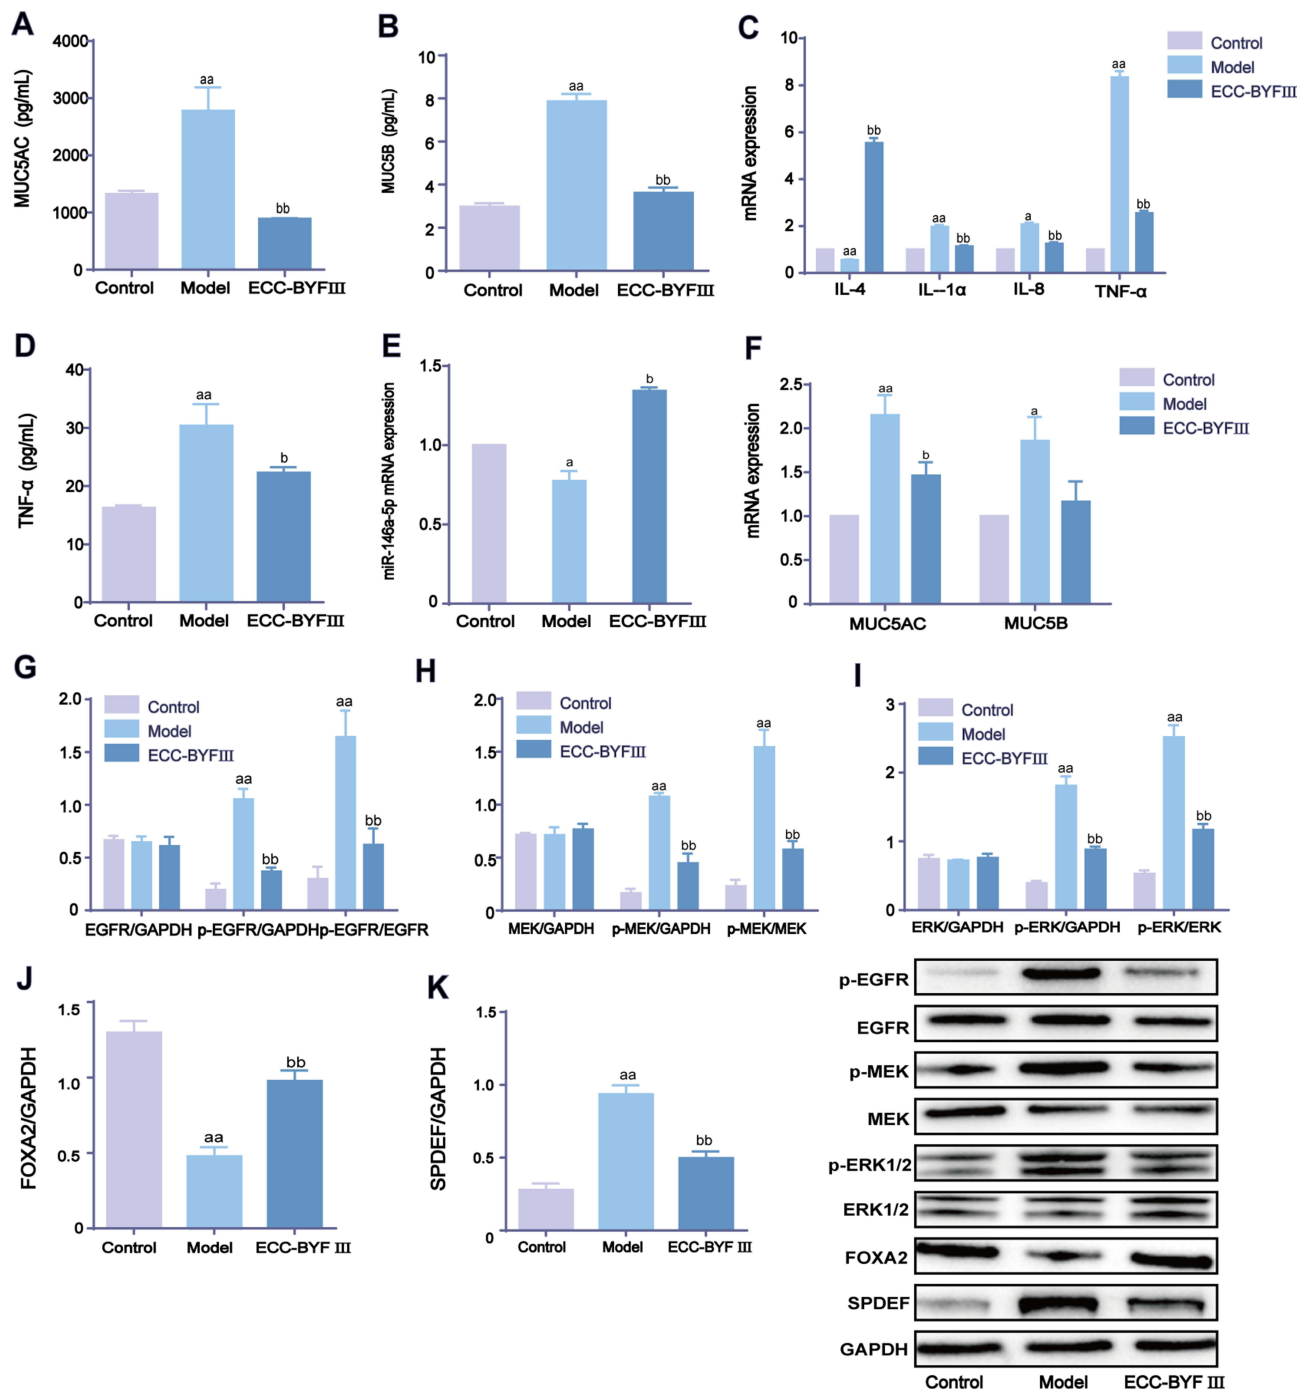 A
MUC5AC (pg/mL)
4000
3000
2000
1000
0
aa
bb
Control Model ECC-BYFⅢ
B
MUC5B (pg/mL)
10
8
6
4
2
0
aa
bb
Control Model ECC-BYFⅢ
C
mRNA expression
10
8
6
4
2
0
aa
bb
aa
bb
a
bb
aa
bb
IL-4 IL--1α IL-8 TNF-α
Control
Model
ECC-BYFⅢ
D
TNF-α (pg/mL)
40
30
20
10
0
aa
b
Control Model ECC-BYFⅢ
E
miR-146a-5p mRNA expression
1.5
1.0
0.5
0
a
b
Control Model ECC-BYFⅢ
F
mRNA expression
2.5
2.0
1.5
1.0
0.5
0
aa
b
a
MUC5AC MUC5B
Control
Model
ECC-BYFⅢ
G
2.0
1.5
1.0
0.5
0
Control
Model
ECC-BYFⅢ
aa
bb
aa
bb
EGFR/GAPDH p-EGFR/GAPDHp-EGFR/EGFR
H
2.0
1.5
1.0
0.5
0
Control
Model
ECC-BYFⅢ
aa
bb
aa
bb
MEK/GAPDH p-MEK/GAPDH p-MEK/MEK
I
3
2
1
0
Control
Model
ECC-BYFⅢ
aa
bb
aa
bb
ERK/GAPDH p-ERK/GAPDH p-ERK/ERK
J
FOXA2/GAPDH
1.5
1.0
0.5
0
aa
bb
Control Model ECC-BYF Ⅲ
K
SPDEF/GAPDH
1.5
1.0
0.5
0
aa
bb
Control Model ECC-BYF Ⅲ
p-EGFR
EGFR
p-MEK
MEK
p-ERK1/2
ERK1/2
FOXA2
SPDEF
GAPDH
Control Model ECC-BYF Ⅲ